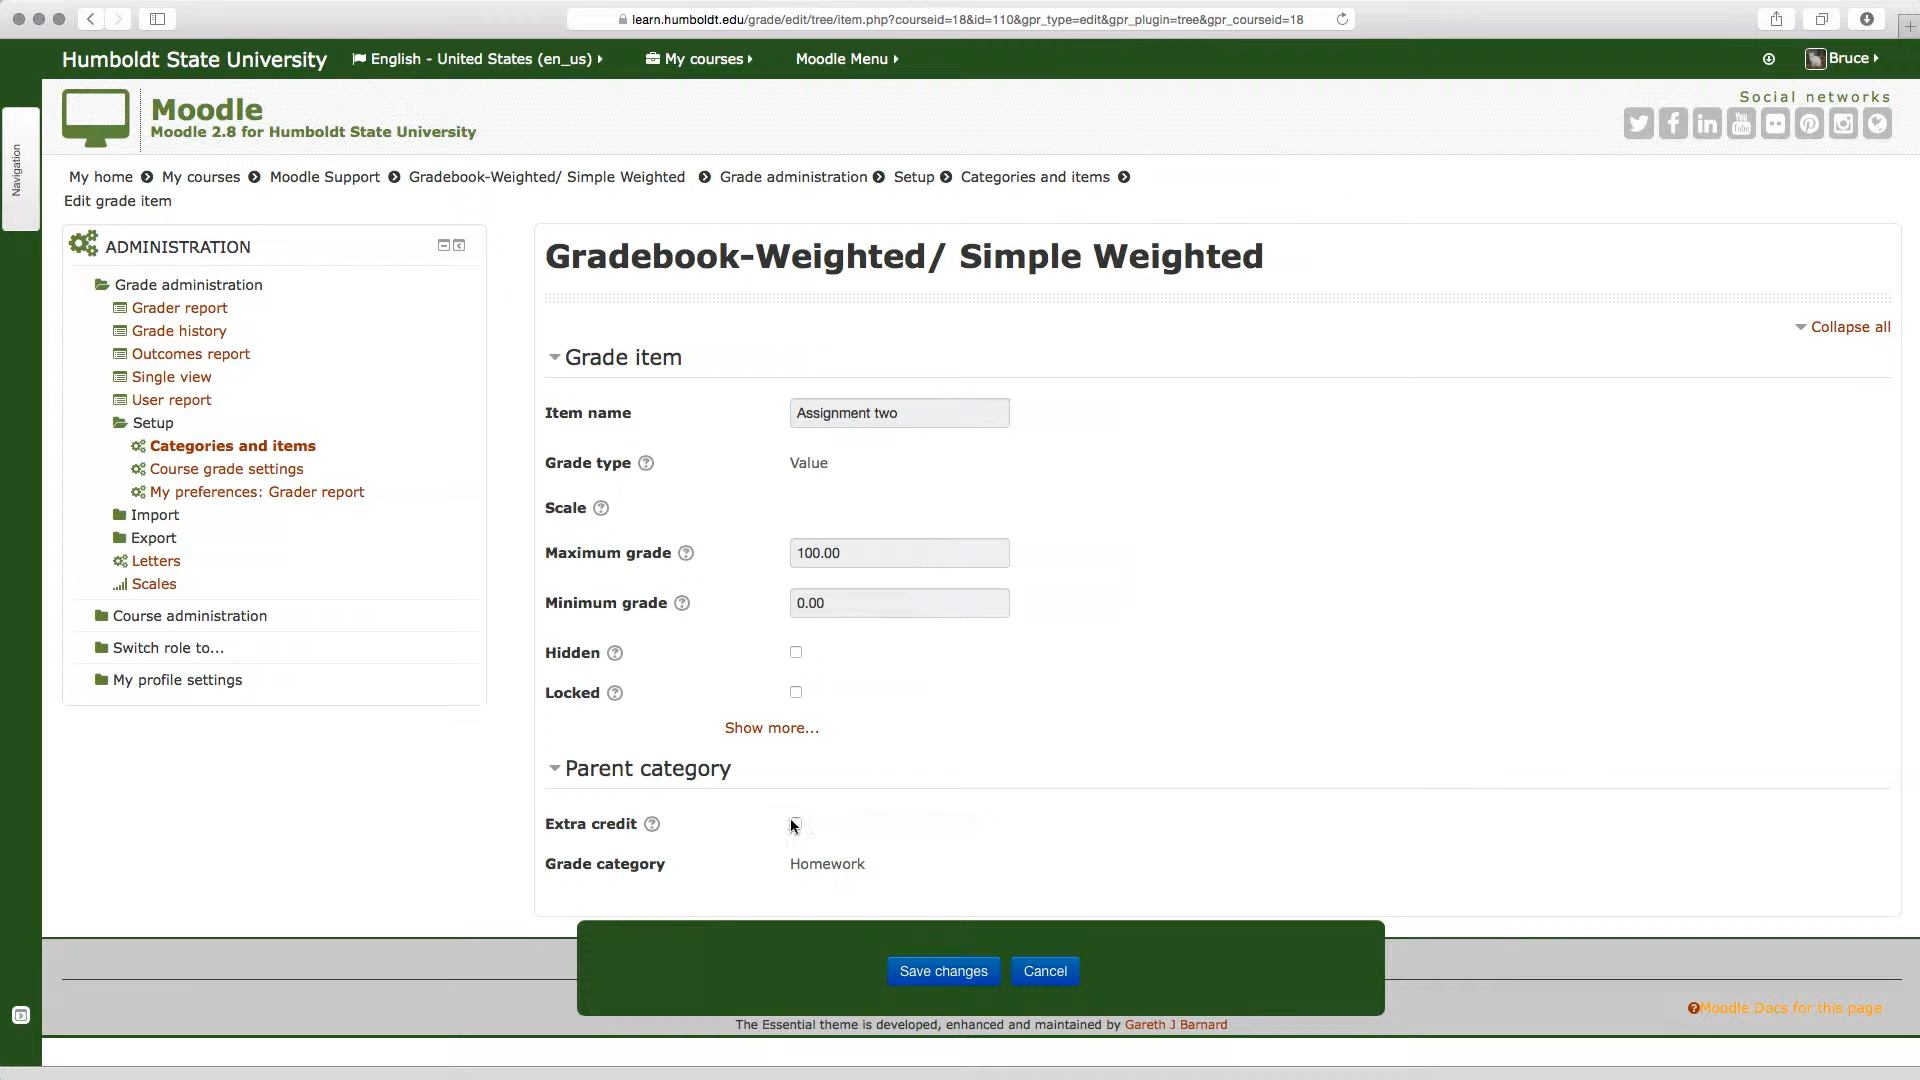 learn.humboldt.edu/grade/edit/tree/item.php?courseid=18&id=110&gpr_type=edit&gpr_plugin=tree&gpr_courseid=18
Humboldt State University English - United States (en_us) My courses Moodle Menu Bruce
Navigation
Moodle
Moodle 2.8 for Humboldt State University
Social networks
You
Tube
My home My courses Moodle Support Gradebook-Weighted/ Simple Weighted Grade administration Setup Categories and items
Edit grade item
ADMINISTRATION
Grade administration
Grader report
Grade history
Outcomes report
Single view
User report
Setup
Categories and items
Course grade settings
My preferences: Grader report
Import
Export
Letters
Scales
Course administration
Switch role to...
My profile settings
Gradebook-Weighted/ Simple Weighted
Collapse all
Grade item
Item name Assignment two
Grade type Value
Scale
Maximum grade 100.00
Minimum grade 0.00
Hidden
Locked
Show more...
Parent category
Extra credit
Grade category Homework
Save changes Cancel
Moodle Docs for this page
The Essential theme is developed, enhanced and maintained by Gareth J Barnard